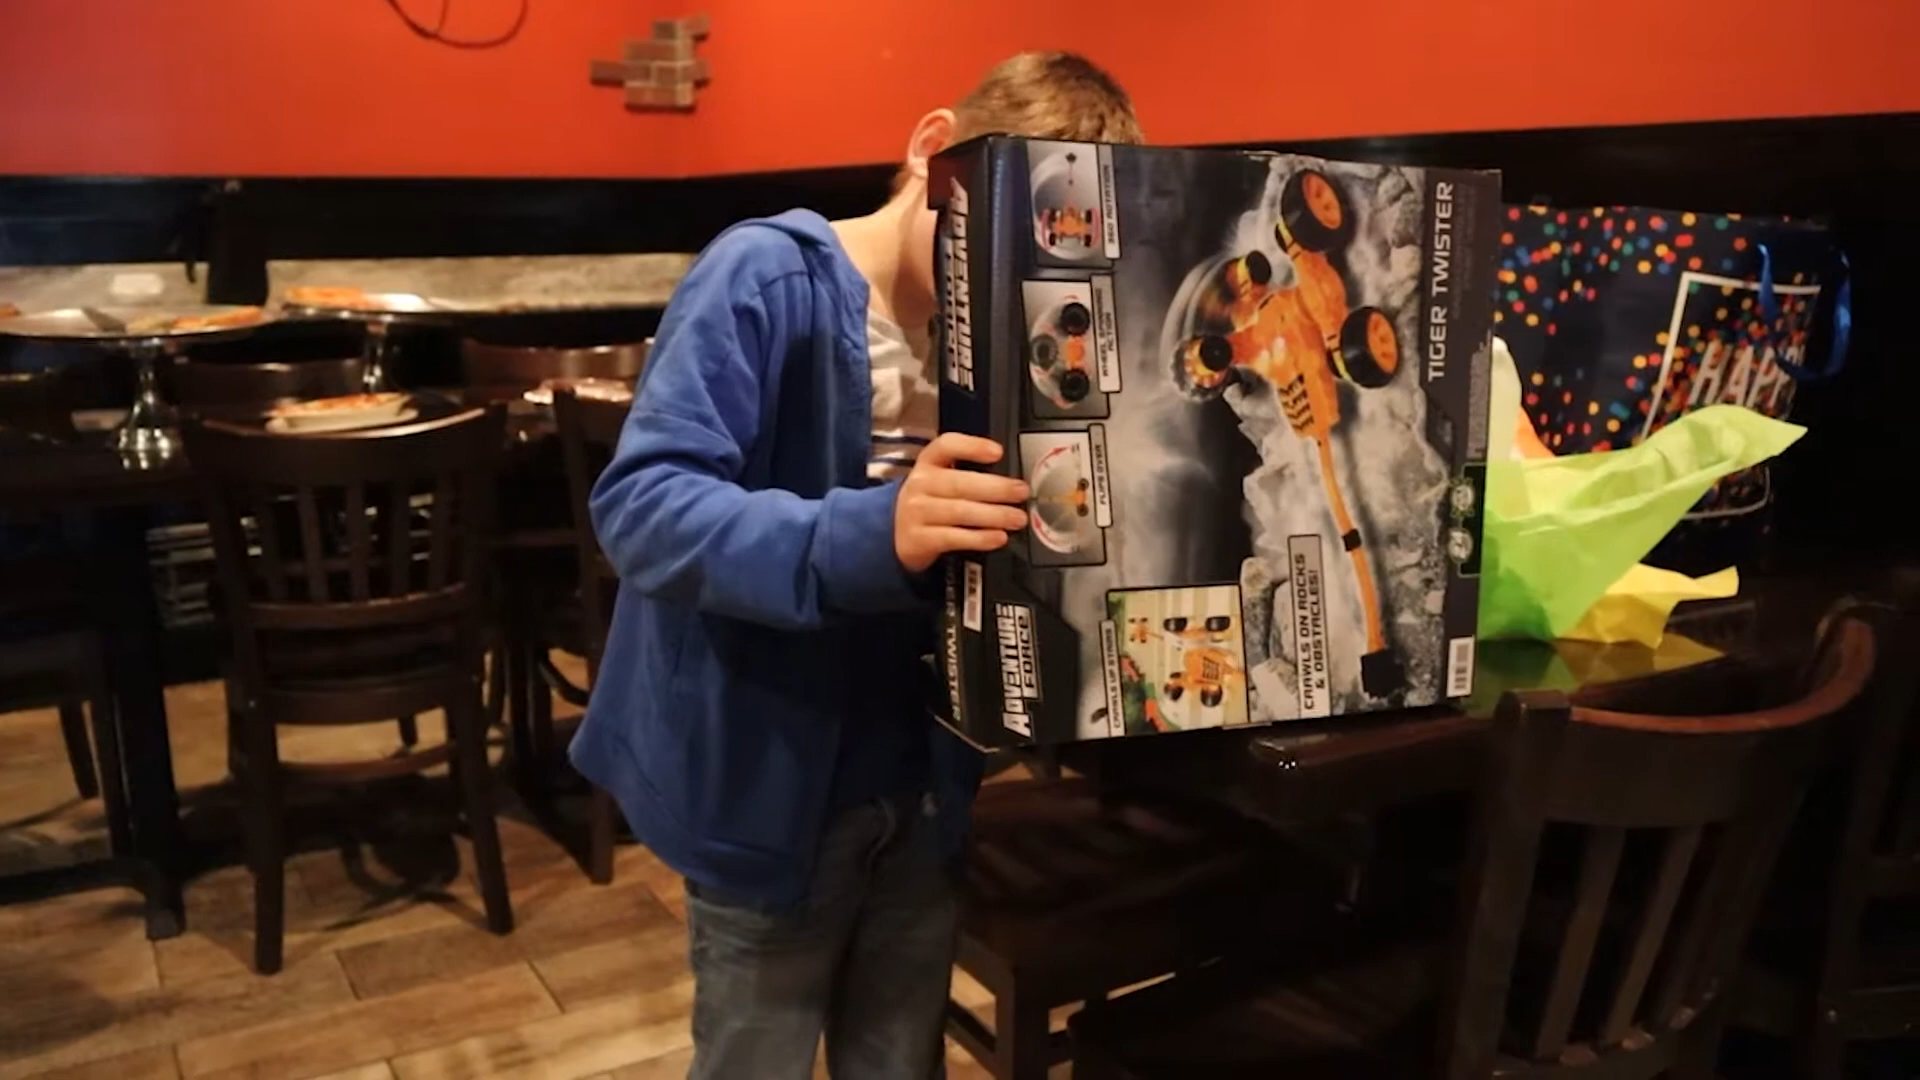 ADVENTURE
FORCE
360 ROTATION
WHEEL SPINNING
ACTION
FLIPS OVER
TIGER TWISTER
CRAWLS UP STAIRS
CRAWLS ON ROCKS
& OBSTACLES!
ADVENTURE
FORCE
TIGER TWISTER
HAPPY